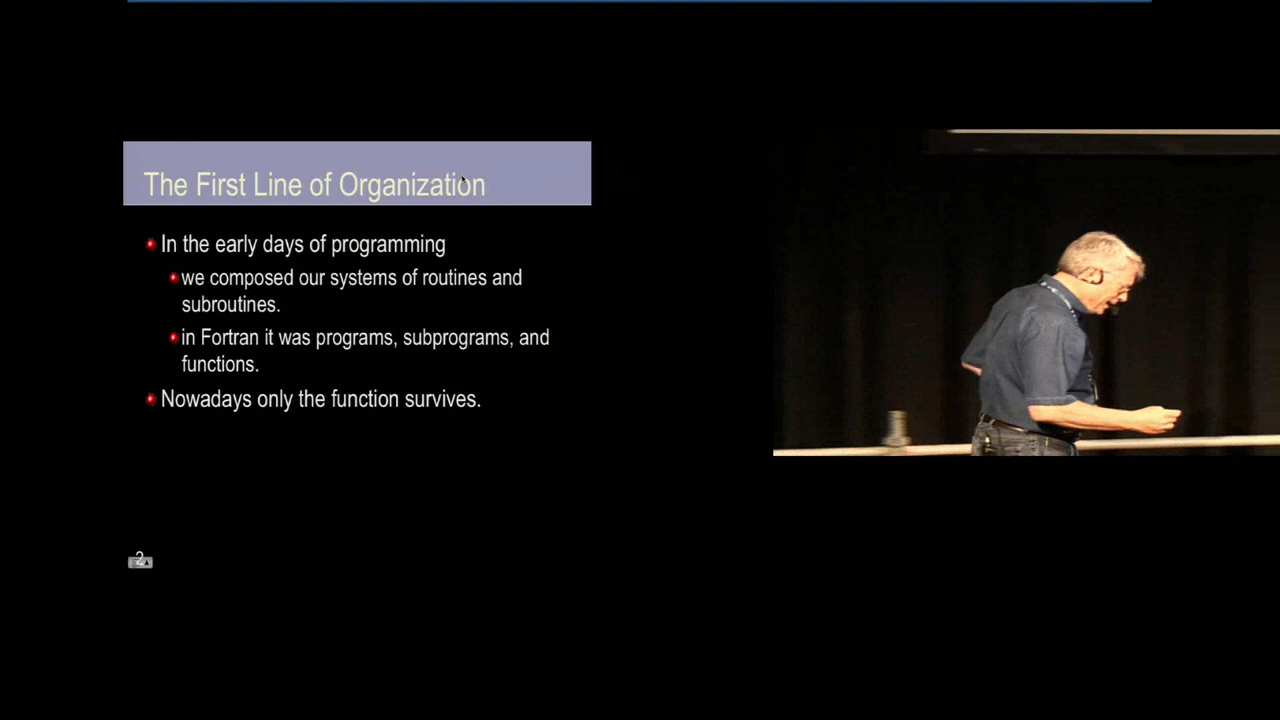 The First Line of Organization
In the early days of programming
we composed our systems of routines and
subroutines.
in Fortran it was programs, subprograms, and
functions.
Nowadays only the function survives.
2